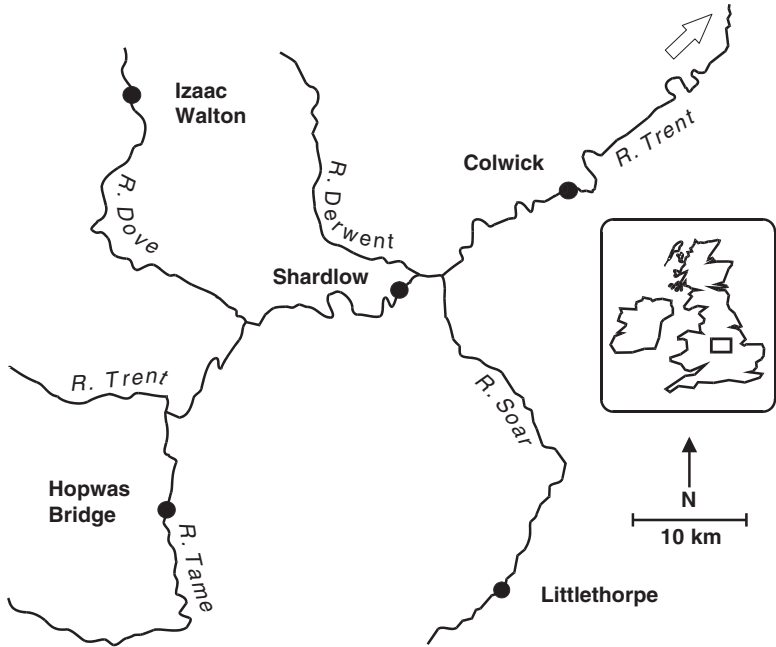 Izaac
Walton
R. Dove
R. Derwent
Colwick
R. Trent
Shardlow
R. Trent
R. Soar
Hopwas
Bridge
R. Tame
N
10 km
Littlethorpe